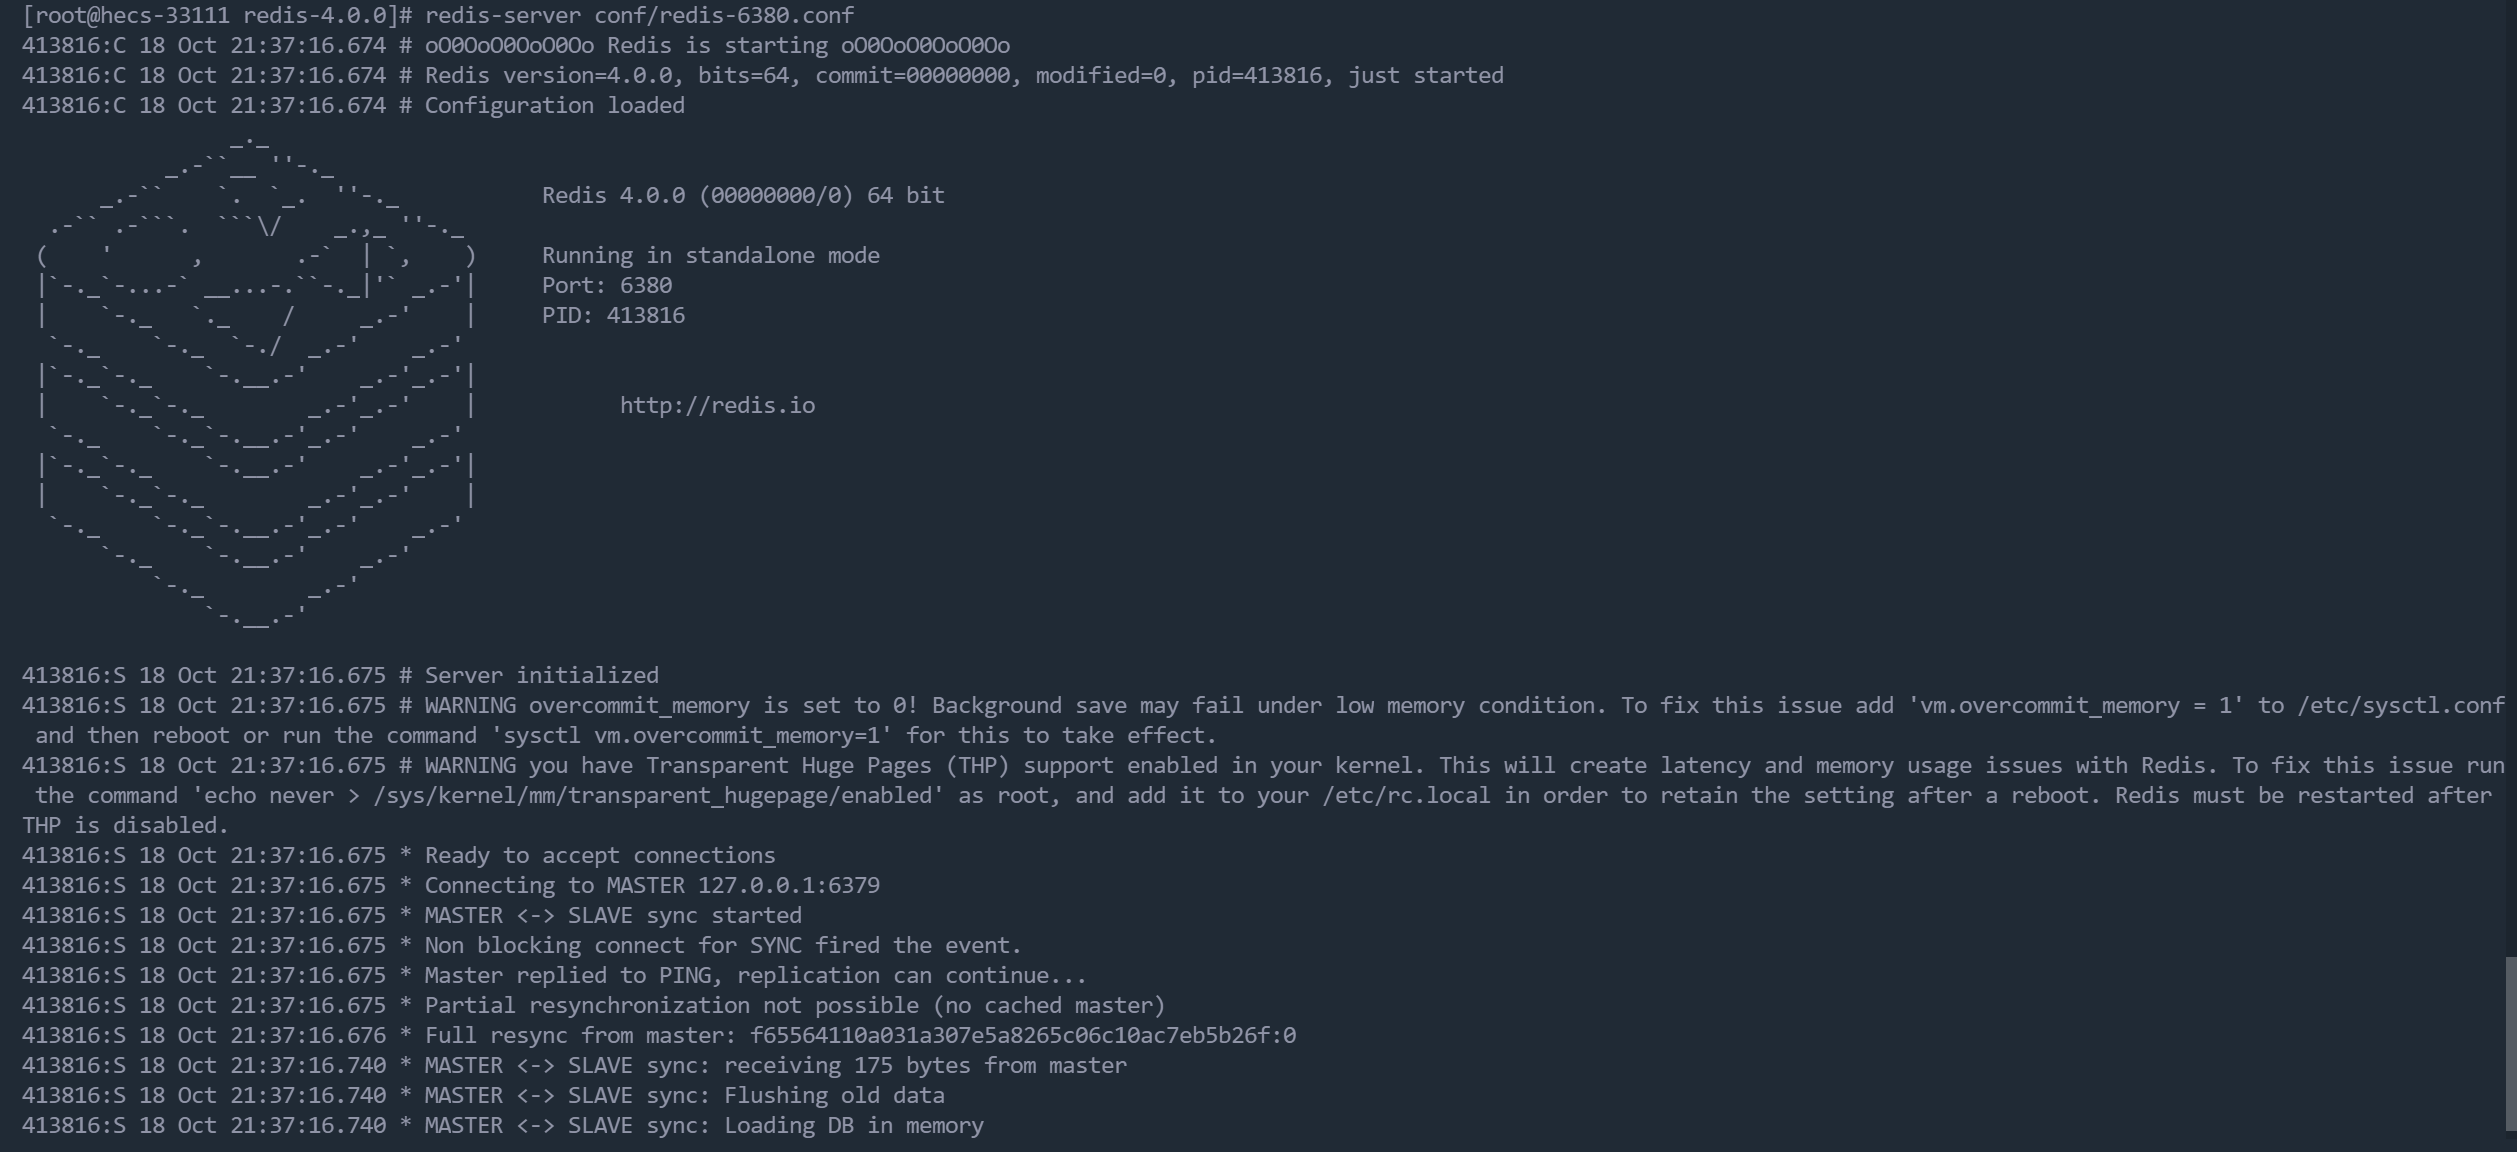 [root@hecs-33111 redis-4.0.0]# redis-server conf/redis-6380.conf
413816:C 18 Oct 21:37:16.674 # oO0OoO0OoO0Oo Redis is starting oO0OoO0OoO0Oo
413816:C 18 Oct 21:37:16.674 # Redis version=4.0.0, bits=64, commit=00000000, modified=0, pid=413816, just started
413816:C 18 Oct 21:37:16.674 # Configuration loaded
Redis 4.0.0 (00000000/0) 64 bit
Running in standalone mode
Port: 6380
PID: 413816
http://redis.io
413816:S 18 Oct 21:37:16.675 # Server initialized
413816:S 18 Oct 21:37:16.675 # WARNING overcommit_memory is set to 0! Background save may fail under low memory condition. To fix this issue add 'vm.overcommit_memory = 1' to /etc/sysctl.conf
and then reboot or run the command 'sysctl vm.overcommit_memory=1' for this to take effect.
413816:S 18 Oct 21:37:16.675 # WARNING you have Transparent Huge Pages (THP) support enabled in your kernel. This will create latency and memory usage issues with Redis. To fix this issue run
the command 'echo never > /sys/kernel/mm/transparent_hugepage/enabled' as root, and add it to your /etc/rc.local in order to retain the setting after a reboot. Redis must be restarted after
THP is disabled.
413816:S 18 Oct 21:37:16.675 * Ready to accept connections
413816:S 18 Oct 21:37:16.675 * Connecting to MASTER 127.0.0.1:6379
413816:S 18 Oct 21:37:16.675 * MASTER <-> SLAVE sync started
413816:S 18 Oct 21:37:16.675 * Non blocking connect for SYNC fired the event.
413816:S 18 Oct 21:37:16.675 * Master replied to PING, replication can continue...
413816:S 18 Oct 21:37:16.675 * Partial resynchronization not possible (no cached master)
413816:S 18 Oct 21:37:16.676 * Full resync from master: f65564110a031a307e5a8265c06c10ac7eb5b26f:0
413816:S 18 Oct 21:37:16.740 * MASTER <-> SLAVE sync: receiving 175 bytes from master
413816:S 18 Oct 21:37:16.740 * MASTER <-> SLAVE sync: Flushing old data
413816:S 18 Oct 21:37:16.740 * MASTER <-> SLAVE sync: Loading DB in memory